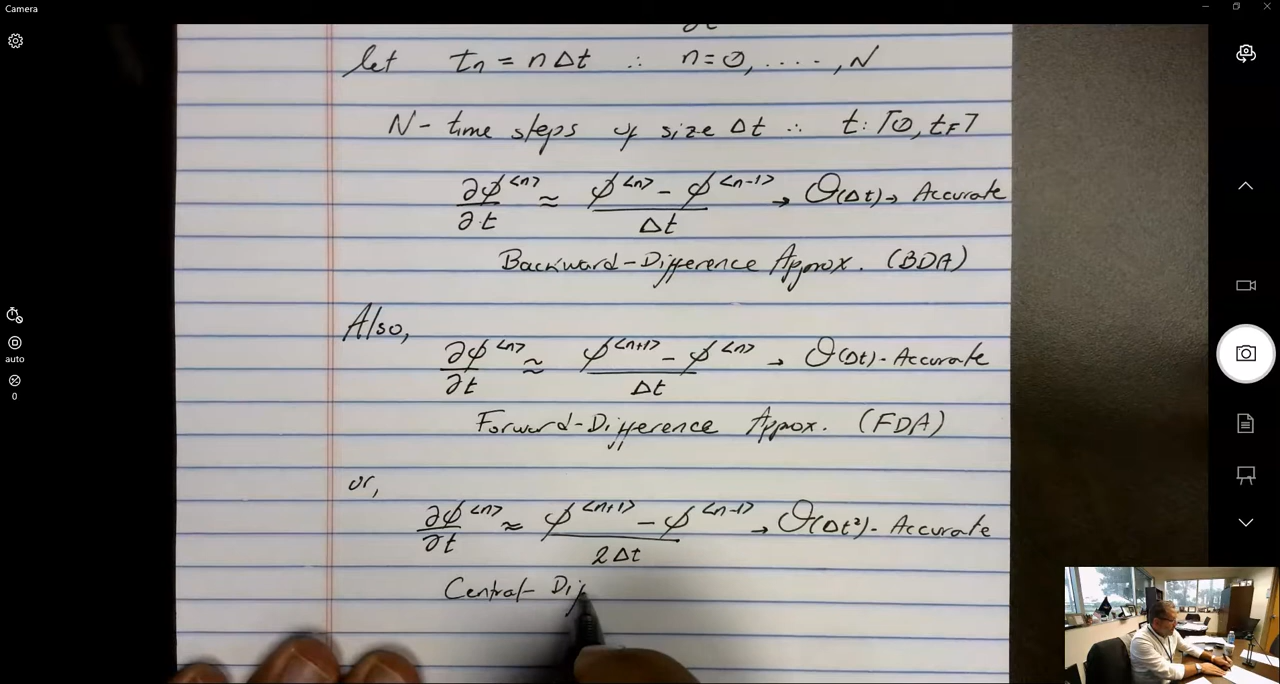 Camera
∂t
let tn = nΔt ∴ n=0, ....., N
N- time steps of size Δt ∴ t: [0, tF]
∂φ<n>/∂t ≈ (φ<n> - φ<n-1>)/Δt → O(Δt) → Accurate
Backward-Difference Approx. (BDA)
Also,
∂φ<n>/∂t ≈ (φ<n+1> - φ<n>)/Δt → O(Δt)-Accurate
Forward-Difference Approx. (FDA)
or,
∂φ<n>/∂t ≈ (φ<n+1> - φ<n-1>)/2Δt → O(Δt²)-Accurate
Central-Dif
auto
0